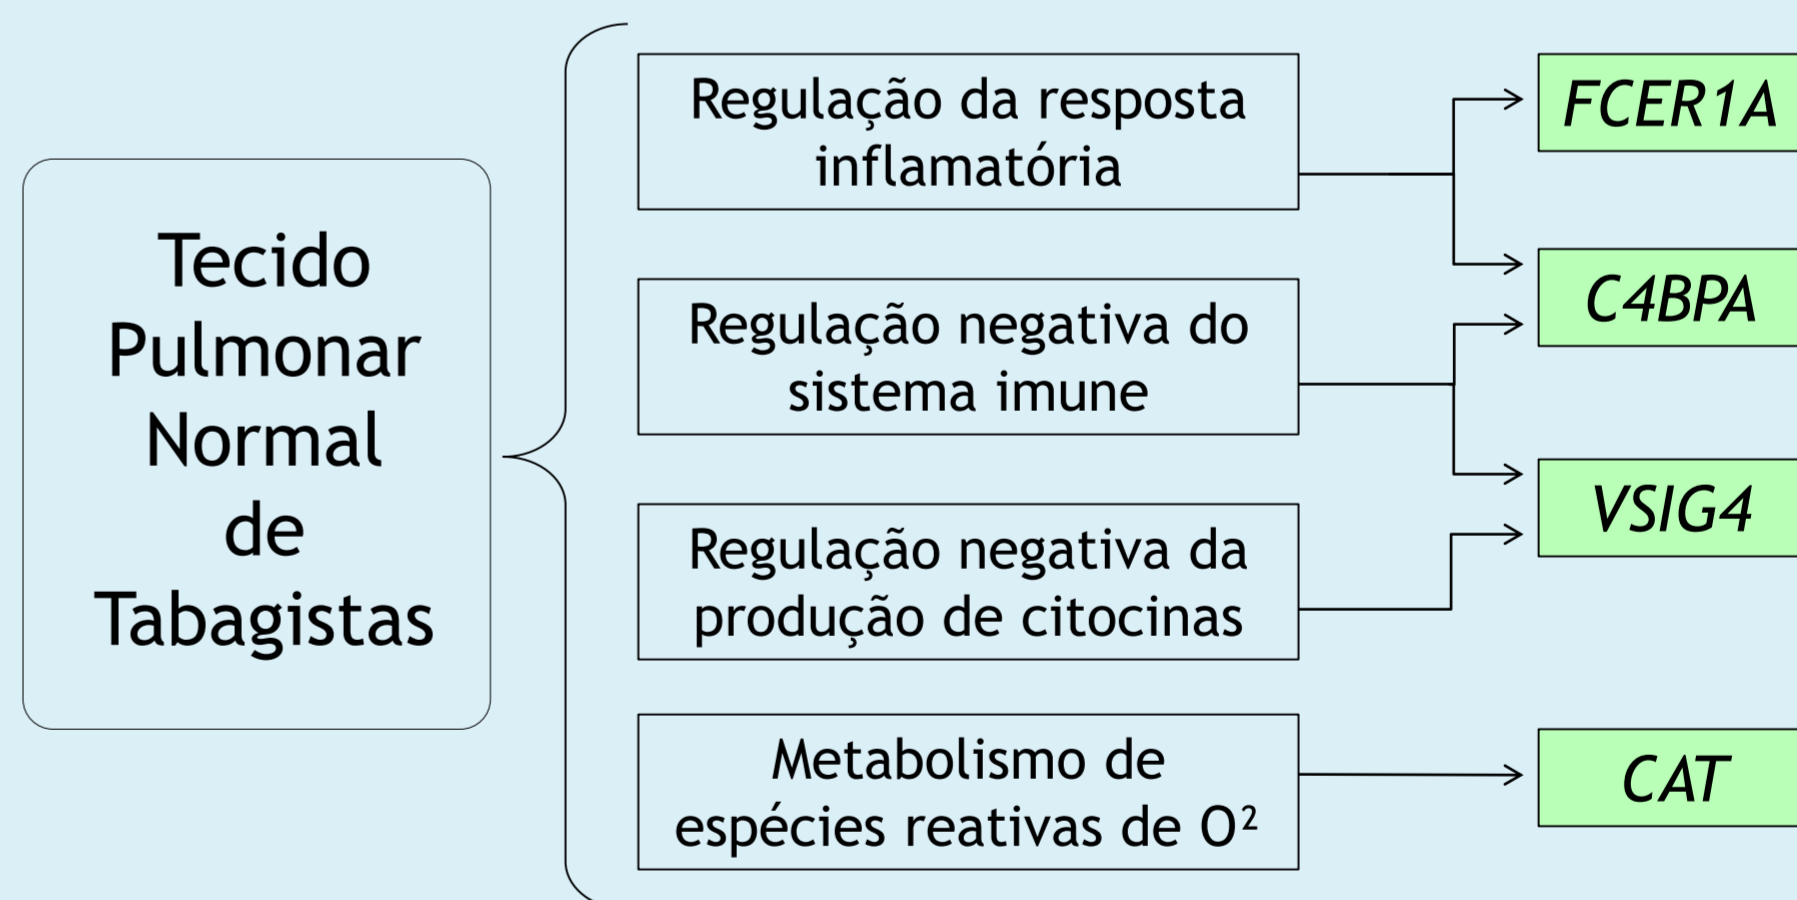 Tecido
Pulmonar
Normal
de
Tabagistas
Regulação da resposta
inflamatória
Regulação negativa do
sistema imune
Regulação negativa da
produção de citocinas
Metabolismo de
espécies reativas de O²
FCER1A
C4BPA
VSIG4
CAT